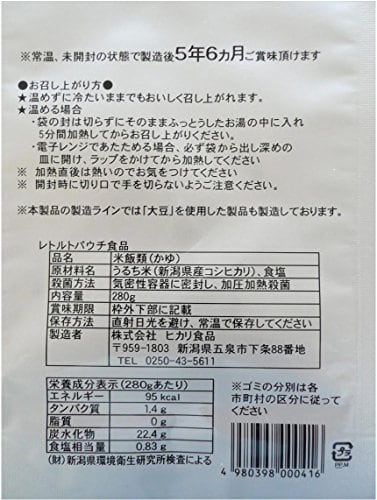 ※常温、未開封の状態で製造後5年6カ月ご賞味頂けます
●お召し上がり方●
★温めずに冷たいままでもおいしく召し上がれます。
★温める場合
・袋の封は切らずにそのままふっとうしたお湯の中に入れ
5分間加熱してからお召し上がりください。
・電子レンジであたためる場合、必ず袋から出し深めの
皿に開け、ラップをかけてから加熱してください
※ 加熱直後は熱いのでお気をつけてください
※ 開封時に切り口で手を切らないようご注意ください。
※本製品の製造ラインでは「大豆」を使用した製品も製造しております。
レトルトパウチ食品
品名 米飯類(かゆ)
原材料名 うるち米(新潟県産コシヒカリ)、食塩
殺菌方法 気密性容器に密封し、加圧加熱殺菌
内容量 280g
賞味期限 枠外下部に記載
保存方法 直射日光を避け、常温で保存してください
製造者 株式会社 ヒカリ食品
〒959-1803 新潟県五泉市下条88番地
TEL 0250-43-5611
栄養成分表示(280gあたり)
エネルギー 95kcal
タンパク質 1.4g
脂質 0g
炭水化物 22.4g
食塩相当量 0.83g
(財)新潟県環境衛生研究所検査による
※ゴミの分別は各
市町村の区分に従って
ください
4 980398 000416
PP,M